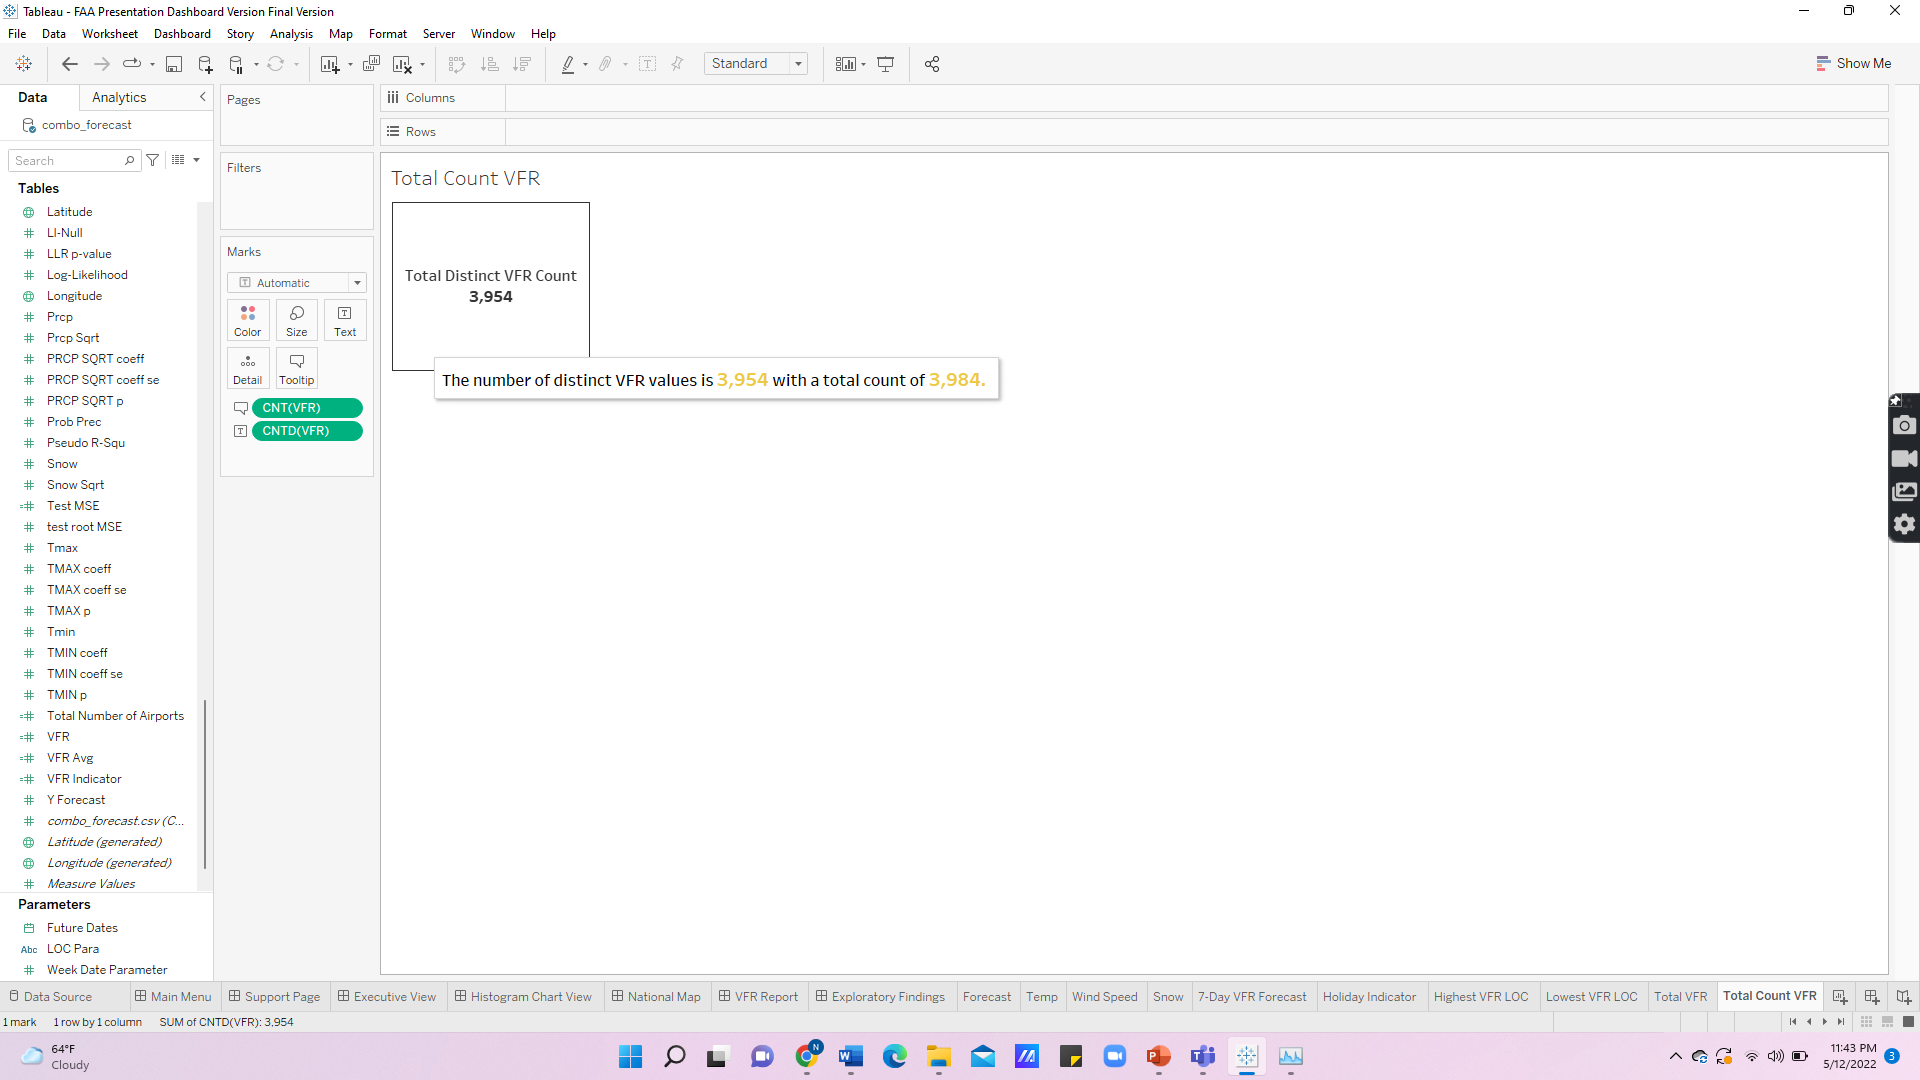 Tableau - FAA Presentation Dashboard Version Final Version
File Data Worksheet Dashboard Story Analysis Map Format Server Window Help
Standard
Show Me
Data Analytics
combo_forecast
Search
Tables
Latitude
LI-Null
LLR p-value
Log-Likelihood
Longitude
Prcp
Prcp Sqrt
PRCP SQRT coeff
PRCP SQRT coeff se
PRCP SQRT p
Prob Prec
Pseudo R-Squ
Snow
Snow Sqrt
Test MSE
test root MSE
Tmax
TMAX coeff
TMAX coeff se
TMAX p
Tmin
TMIN coeff
TMIN coeff se
TMIN p
Total Number of Airports
VFR
VFR Avg
VFR Indicator
Y Forecast
combo_forecast.csv (C...
Latitude (generated)
Longitude (generated)
Measure Values
Parameters
Future Dates
Abc LOC Para
Week Date Parameter
Pages
Filters
Marks
Automatic
Color Size Text
Detail Tooltip
CNT(VFR)
CNTD(VFR)
Columns
Rows
Total Count VFR
Total Distinct VFR Count
3,954
The number of distinct VFR values is 3,954 with a total count of 3,984.
Data Source Main Menu Support Page Executive View Histogram Chart View National Map VFR Report Exploratory Findings Forecast Temp Wind Speed Snow 7-Day VFR Forecast Holiday Indicator Highest VFR LOC Lowest VFR LOC Total VFR Total Count VFR
1 mark 1 row by 1 column SUM of CNTD(VFR): 3,954
64°F
Cloudy
N
11:43 PM
5/12/2022
3